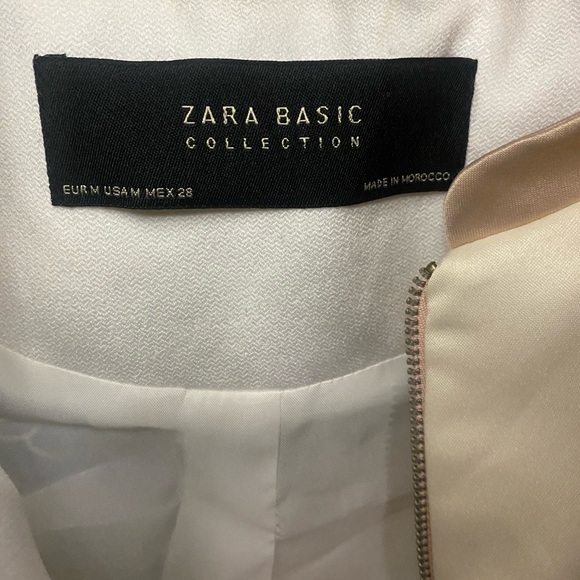 ZARA BASIC
COLLECTION
EUR M USA M MEX 28
MADE IN MOROCCO